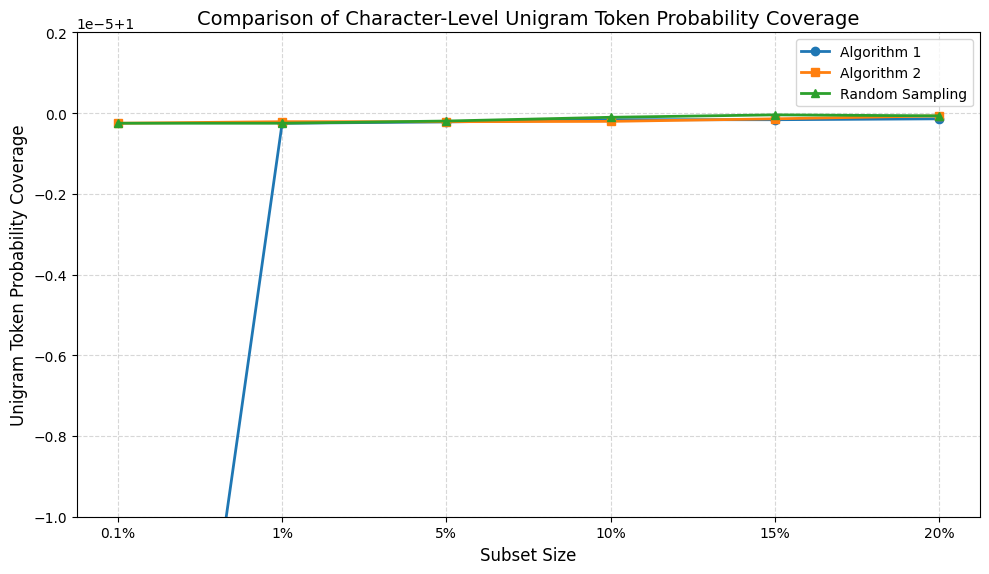 Comparison of Character-Level Unigram Token Probability Coverage
1e−5+1
0.2
0.0
−0.2
−0.4
−0.6
−0.8
−1.0
Unigram Token Probability Coverage
Algorithm 1
Algorithm 2
Random Sampling
0.1%
1%
5%
10%
15%
20%
Subset Size